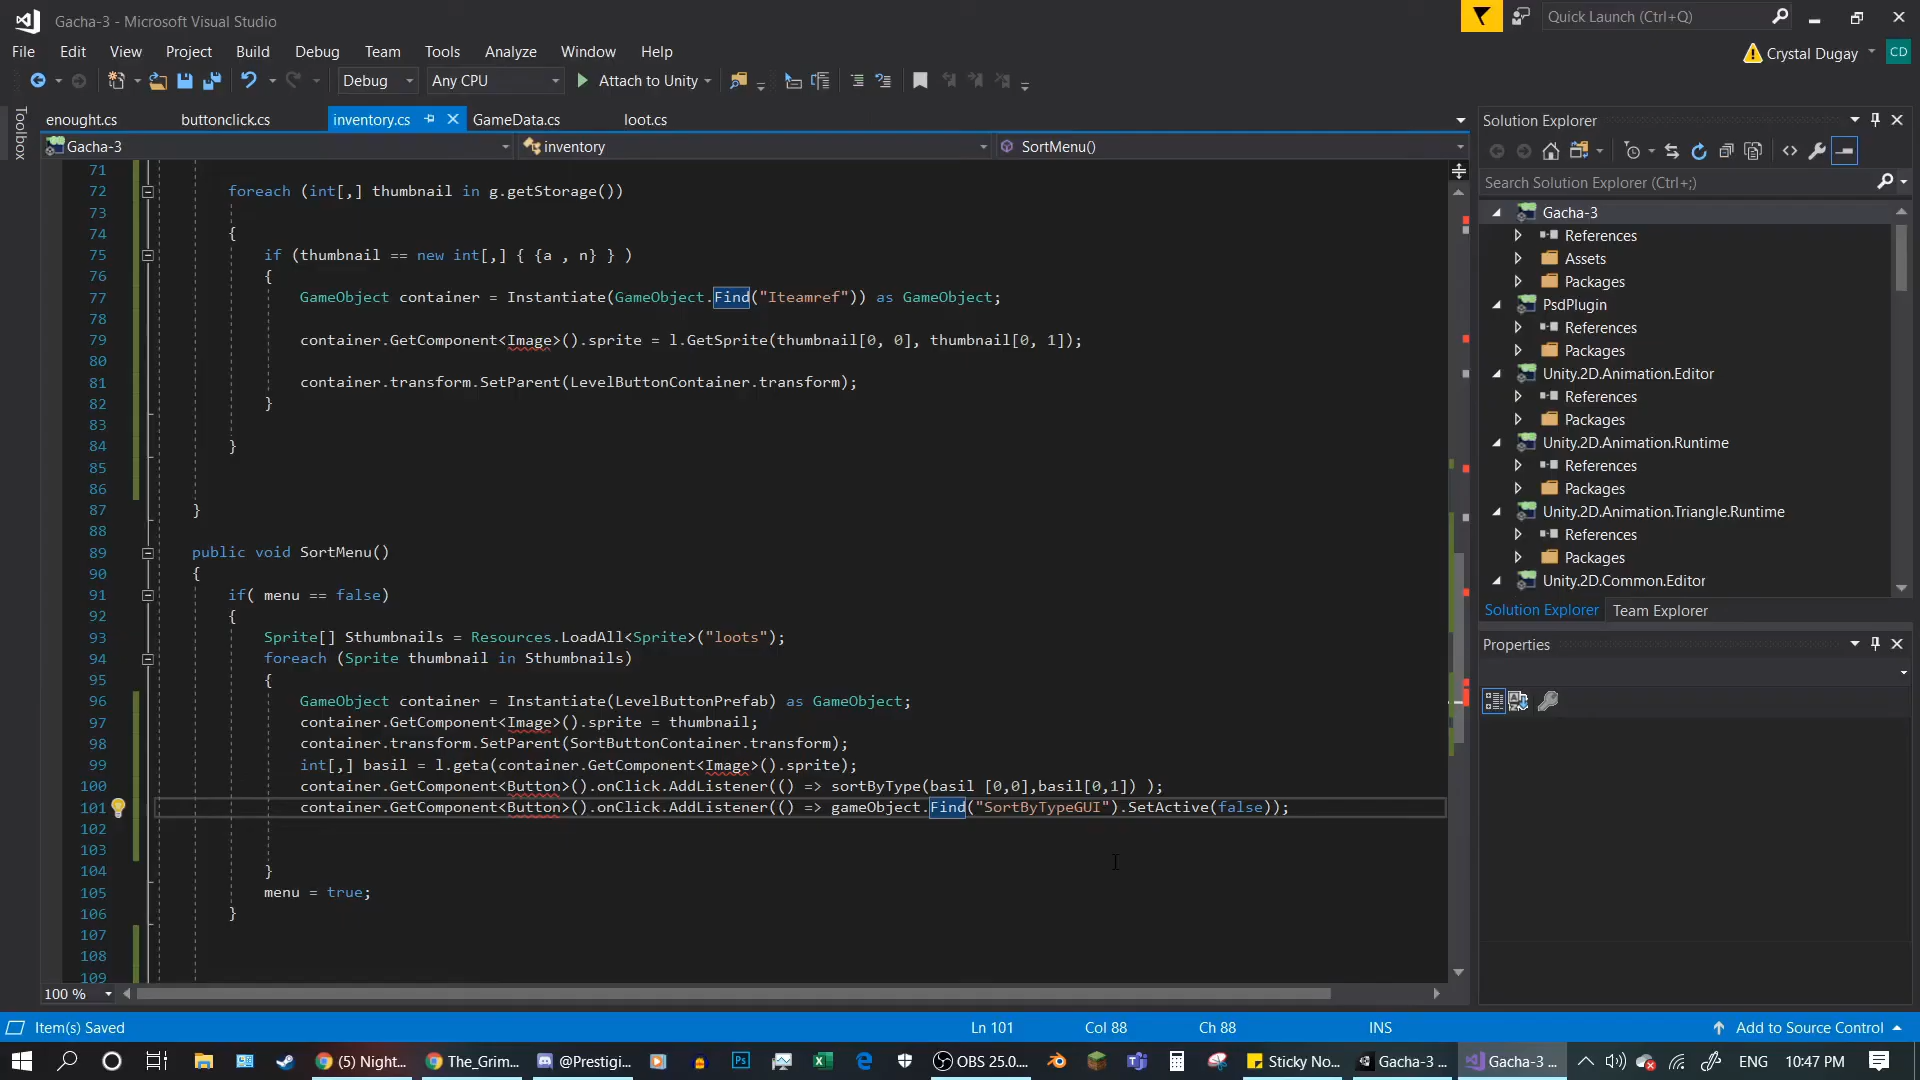 Gacha-3 - Microsoft Visual Studio
Quick Launch (Ctrl+Q)
File Edit View Project Build Debug Team Tools Analyze Window Help
Crystal Dugay CD
Debug Any CPU Attach to Unity
Toolbox
enought.cs buttonclick.cs inventory.cs GameData.cs loot.cs
Gacha-3 inventory SortMenu()
71
72 foreach (int[,] thumbnail in g.getStorage())
73
74 {
75 if (thumbnail == new int[,] { {a , n} } )
76 {
77 GameObject container = Instantiate(GameObject.Find("Iteamref")) as GameObject;
78
79 container.GetComponent<Image>().sprite = l.GetSprite(thumbnail[0, 0], thumbnail[0, 1]);
80
81 container.transform.SetParent(LevelButtonContainer.transform);
82 }
83
84 }
85
86
87 }
88
89 public void SortMenu()
90 {
91 if( menu == false)
92 {
93 Sprite[] Sthumbnails = Resources.LoadAll<Sprite>("loots");
94 foreach (Sprite thumbnail in Sthumbnails)
95 {
96 GameObject container = Instantiate(LevelButtonPrefab) as GameObject;
97 container.GetComponent<Image>().sprite = thumbnail;
98 container.transform.SetParent(SortButtonContainer.transform);
99 int[,] basil = l.geta(container.GetComponent<Image>().sprite);
100 container.GetComponent<Button>().onClick.AddListener(() => sortByType(basil [0,0],basil[0,1]) );
101 container.GetComponent<Button>().onClick.AddListener(() => gameObject.Find("SortByTypeGUI").SetActive(false));
102
103
104 }
105 menu = true;
106 }
107
108
109
100 %
Solution Explorer
Search Solution Explorer (Ctrl+;)
Gacha-3
References
Assets
Packages
PsdPlugin
References
Packages
Unity.2D.Animation.Editor
References
Packages
Unity.2D.Animation.Runtime
References
Packages
Unity.2D.Animation.Triangle.Runtime
References
Packages
Unity.2D.Common.Editor
Solution Explorer Team Explorer
Properties
Item(s) Saved Ln 101 Col 88 Ch 88 INS Add to Source Control
(5) Night... The_Grim... @Prestigi... Ps OBS 25.0... Sticky No... Gacha-3 ... Gacha-3 ... ENG 10:47 PM